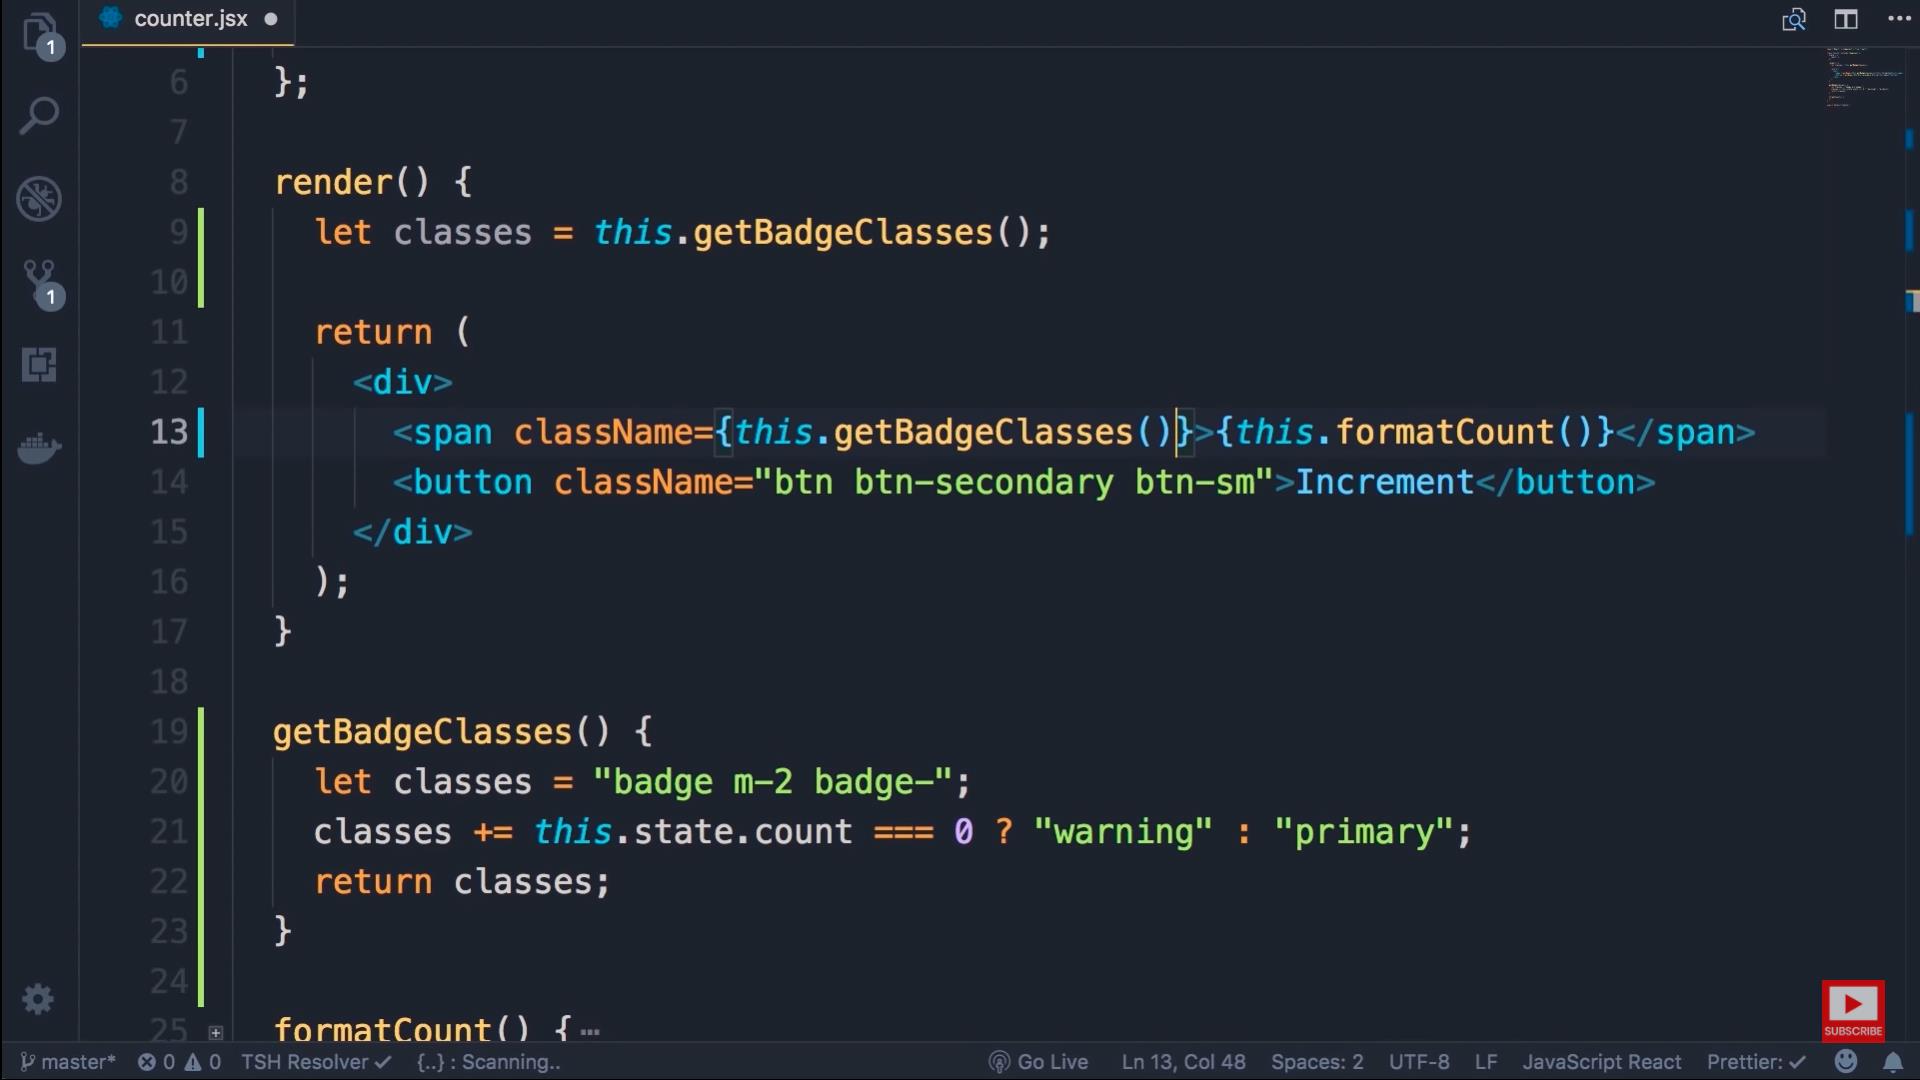 counter.jsx
1
1
6 };
7
8 render() {
9 let classes = this.getBadgeClasses();
10
11 return (
12 <div>
13 <span className={this.getBadgeClasses()}>{this.formatCount()}</span>
14 <button className="btn btn-secondary btn-sm">Increment</button>
15 </div>
16 );
17 }
18
19 getBadgeClasses() {
20 let classes = "badge m-2 badge-";
21 classes += this.state.count === 0 ? "warning" : "primary";
22 return classes;
23 }
24
25 formatCount() {…
SUBSCRIBE
master* 0 0 TSH Resolver ✓ {..} : Scanning.. Go Live Ln 13, Col 48 Spaces: 2 UTF-8 LF JavaScript React Prettier: ✓